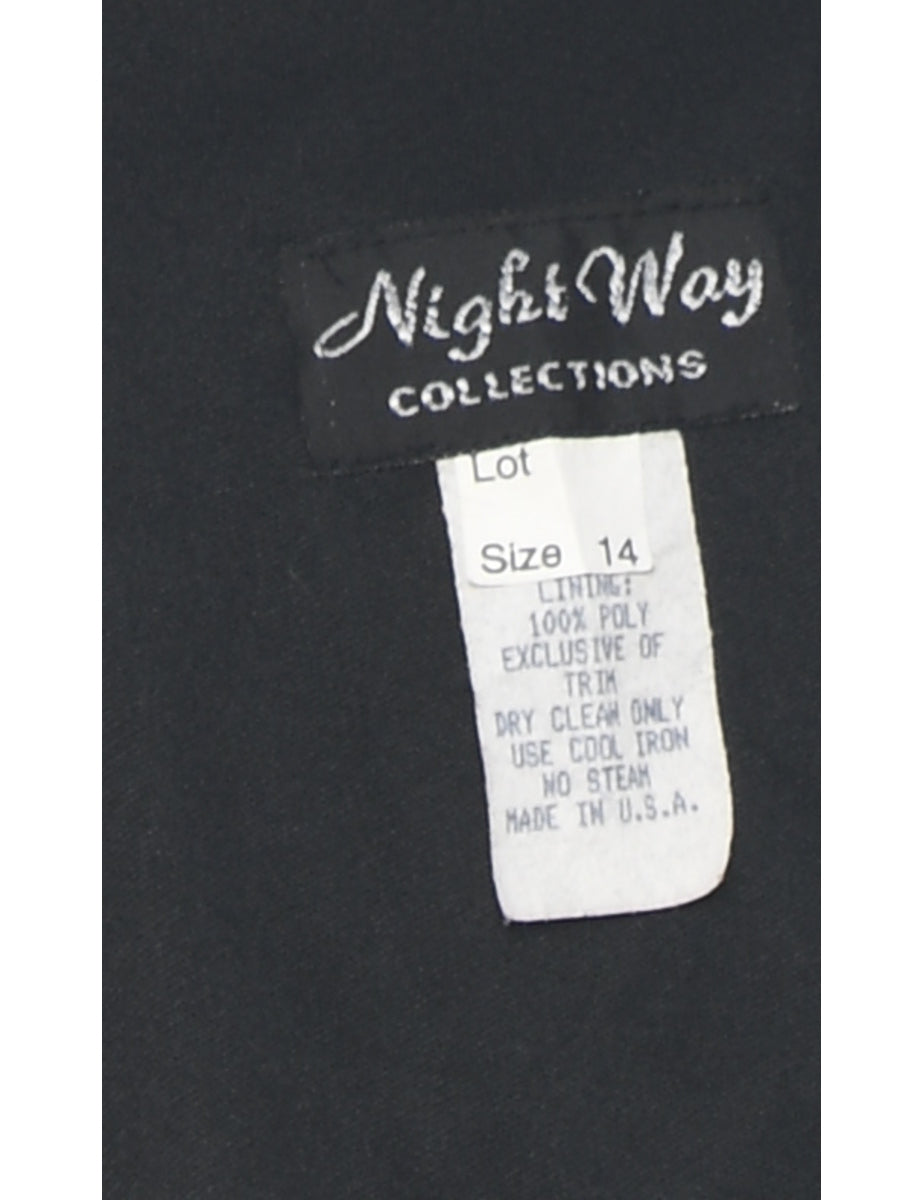 Night Way
COLLECTIONS
Lot
Size 14
LINING:
100% POLY
EXCLUSIVE OF
TRIM
DRY CLEAN ONLY
USE COOL IRON
NO STEAM
MADE IN U.S.A.